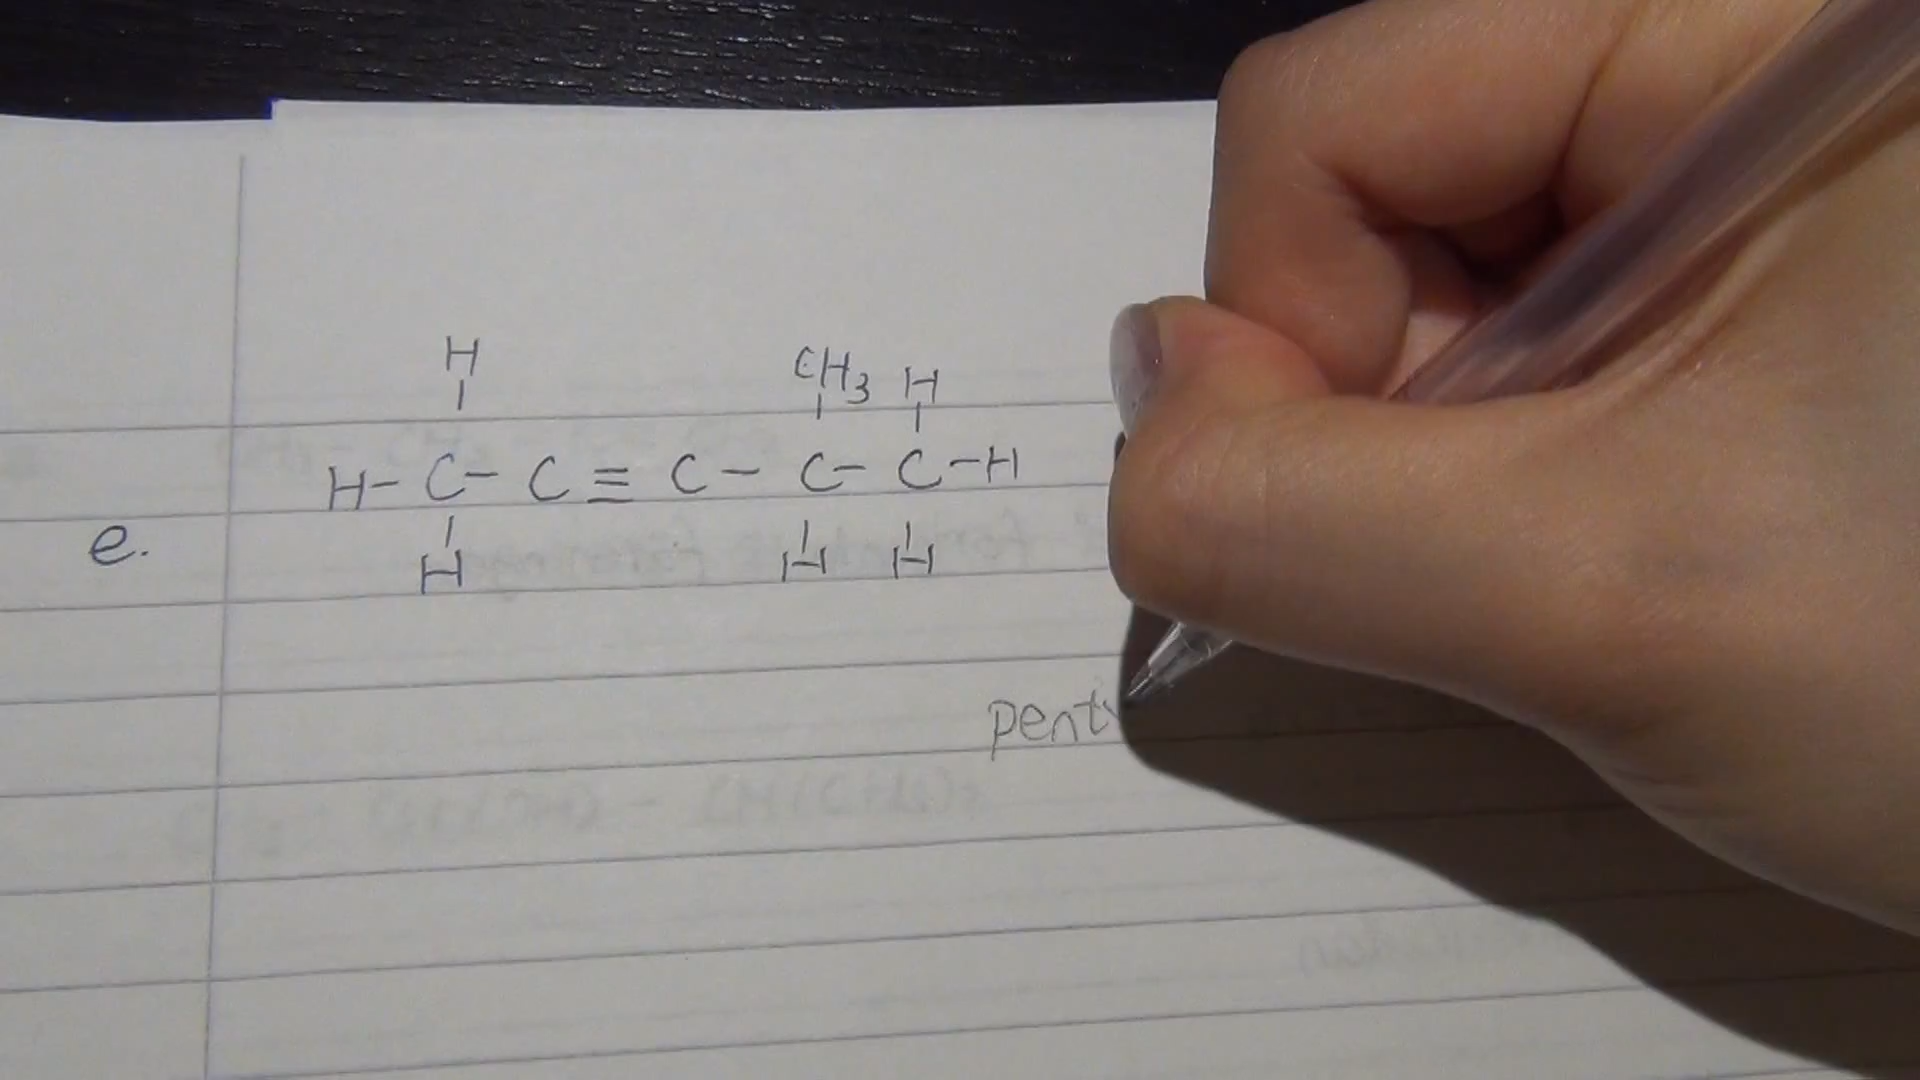 H
CH3 H
H-C-C≡C-C-C-H
e.
H H H
pent